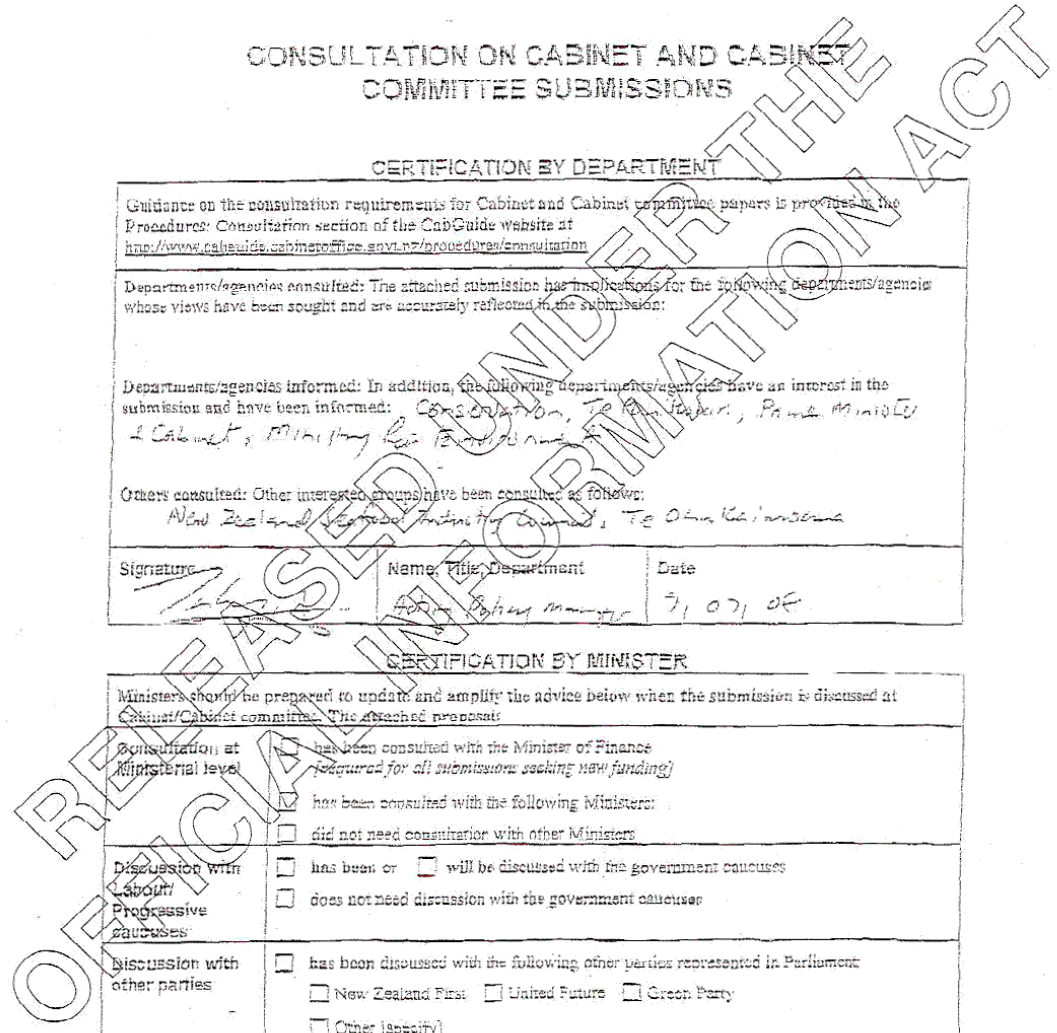 CONSULTATION ON CABINET AND CABINET
COMMITTEE SUBMISSIONS
CERTIFICATION BY DEPARTMENT
Guidance on the consultation requirements for Cabinet and Cabinet committee papers is provided in the
Procedures: Consultation section of the CabGuide website at
http://www.cabguide.cabinetoffice.govt.nz/procedures/consultation
Departments/agencies consulted: The attached submission has implications for the following departments/agencies
whose views have been sought and are accurately reflected in the submission:
Departments/agencies informed: In addition, the following departments/agencies have an interest in the
submission and have been informed: Conservation, Te Puni Kokiri, Prime Minister
& Cabinet, Ministry for Environment
Others consulted: Other interested groups have been consulted as follows:
New Zealand Seafood Industry Council, Te Ohu Kaimoana
Signature Name, Title, Department Date
Acting Policy Manager 7, 07, 08
CERTIFICATION BY MINISTER
Ministers should be prepared to update and amplify the advice below when the submission is discussed at
Cabinet/Cabinet committee. The attached proposal:
Consultation at
Ministerial level
has been consulted with the Minister of Finance
[required for all submissions seeking new funding]
has been consulted with the following Ministers:
did not need consultation with other Ministers
Discussion with
Labour/
Progressive
caucuses
has been or will be discussed with the government caucuses
does not need discussion with the government caucuses
Discussion with
other parties
has been discussed with the following other parties represented in Parliament
New Zealand First United Future Green Party
Other [specify]
RELEASED UNDER THE
OFFICIAL INFORMATION ACT